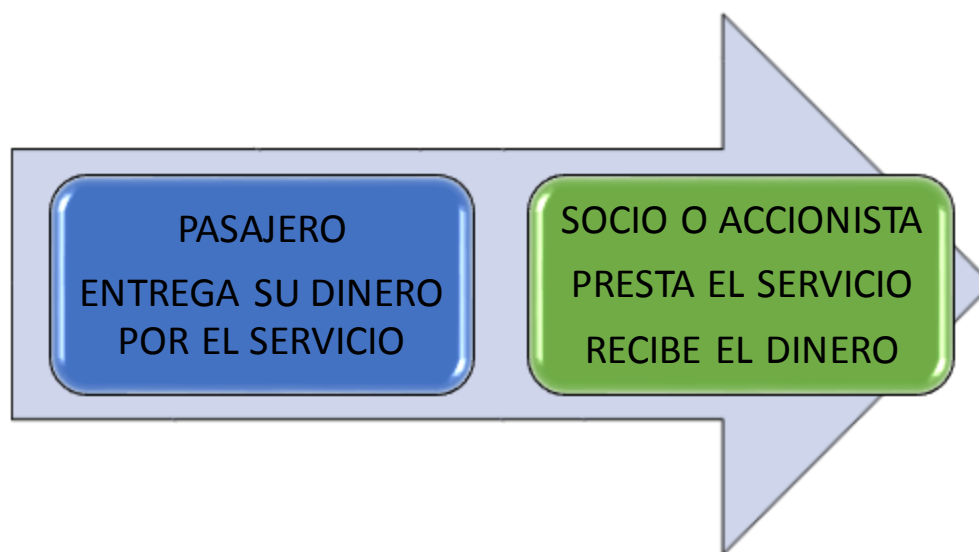 PASAJERO
ENTREGA SU DINERO
POR EL SERVICIO
SOCIO O ACCIONISTA
PRESTA EL SERVICIO
RECIBE EL DINERO